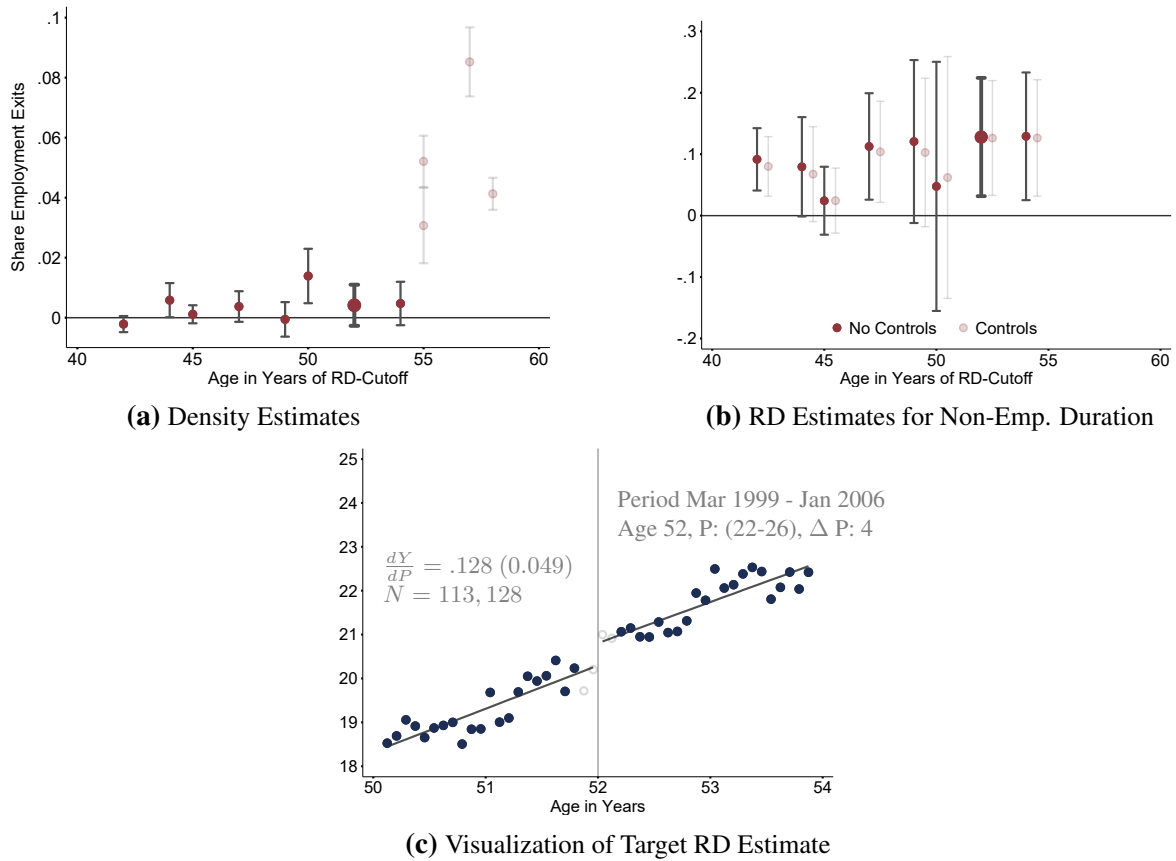 .1
.08
.06
.04
.02
0
Share Employment Exits
40 45 50 55 60
Age in Years of RD-Cutoff
(a) Density Estimates
.3
.2
.1
0
-.1
-.2
No Controls Controls
40 45 50 55 60
Age in Years of RD-Cutoff
(b) RD Estimates for Non-Emp. Duration
25
24
23
22
21
20
19
18
dY/dP = .128 (0.049)
N = 113, 128
Period Mar 1999 - Jan 2006
Age 52, P: (22-26), Δ P: 4
50 51 52 53 54
Age in Years
(c) Visualization of Target RD Estimate